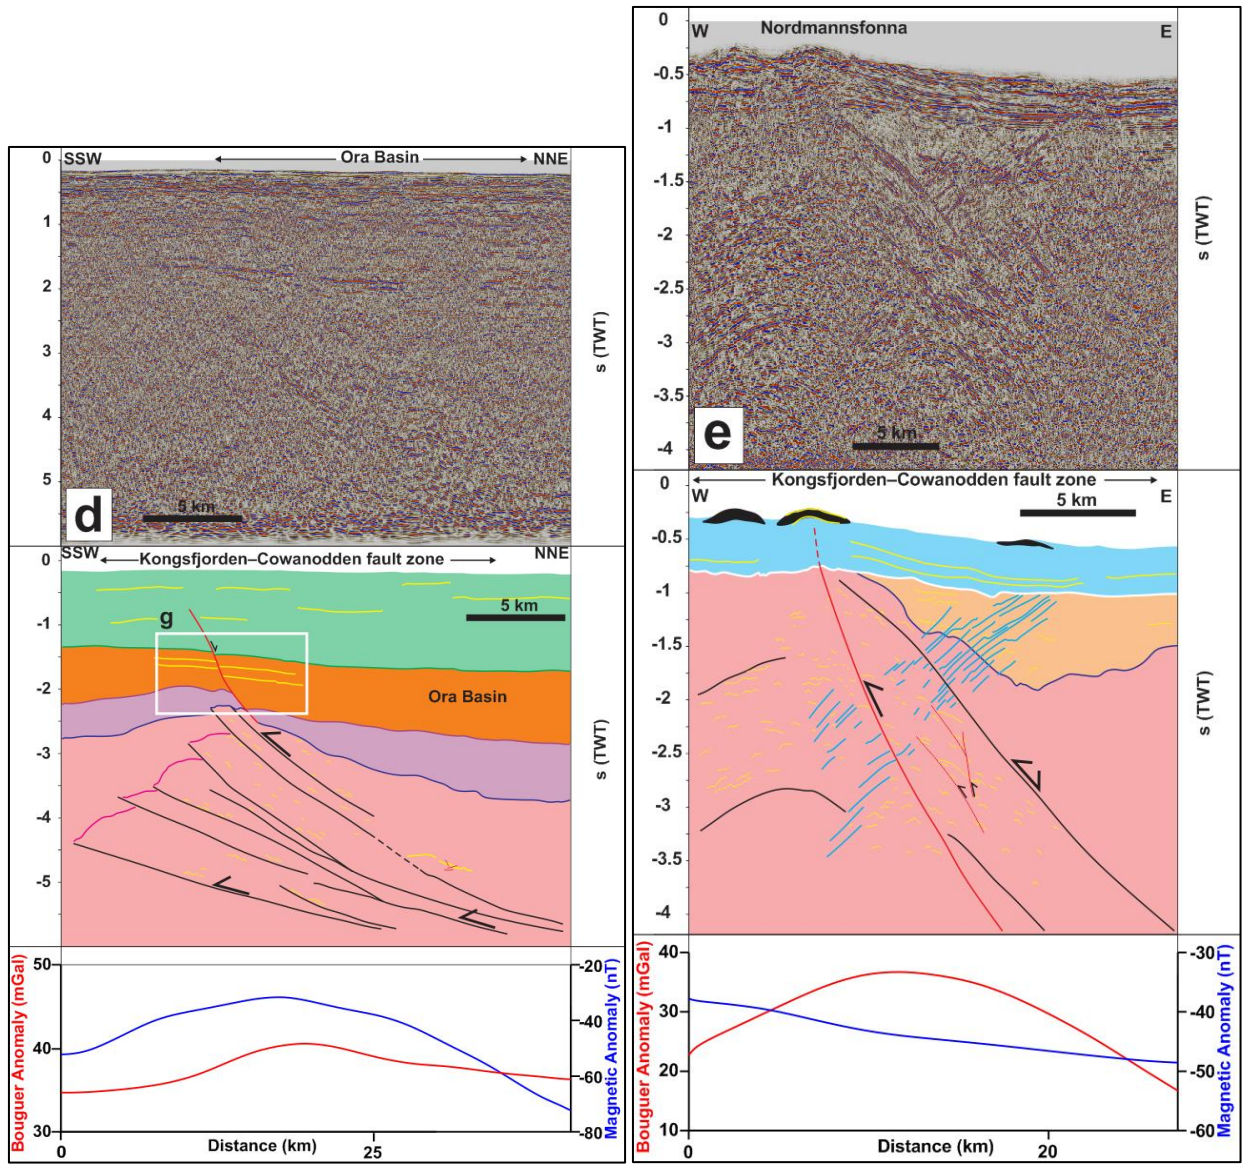 0
SSW
Ora Basin
NNE
1
2
3
4
5
s (TWT)
d
5 km
0
SSW
Kongsfjorden–Cowanodden fault zone
NNE
5 km
g
-1
-2
-3
-4
-5
Ora Basin
s (TWT)
50
40
30
Bouguer Anomaly (mGal)
-20
-40
-60
-80
Magnetic Anomaly (nT)
0
Distance (km)
25
0
W
Nordmannsfonna
E
-0.5
-1
-1.5
-2
-2.5
-3
-3.5
-4
s (TWT)
e
5 km
0
Kongsfjorden–Cowanodden fault zone
W
E
5 km
-0.5
-1
-1.5
-2
-2.5
-3
-3.5
-4
s (TWT)
40
30
20
10
Bouguer Anomaly (mGal)
-30
-40
-50
-60
Magnetic Anomaly (nT)
0
Distance (km)
20